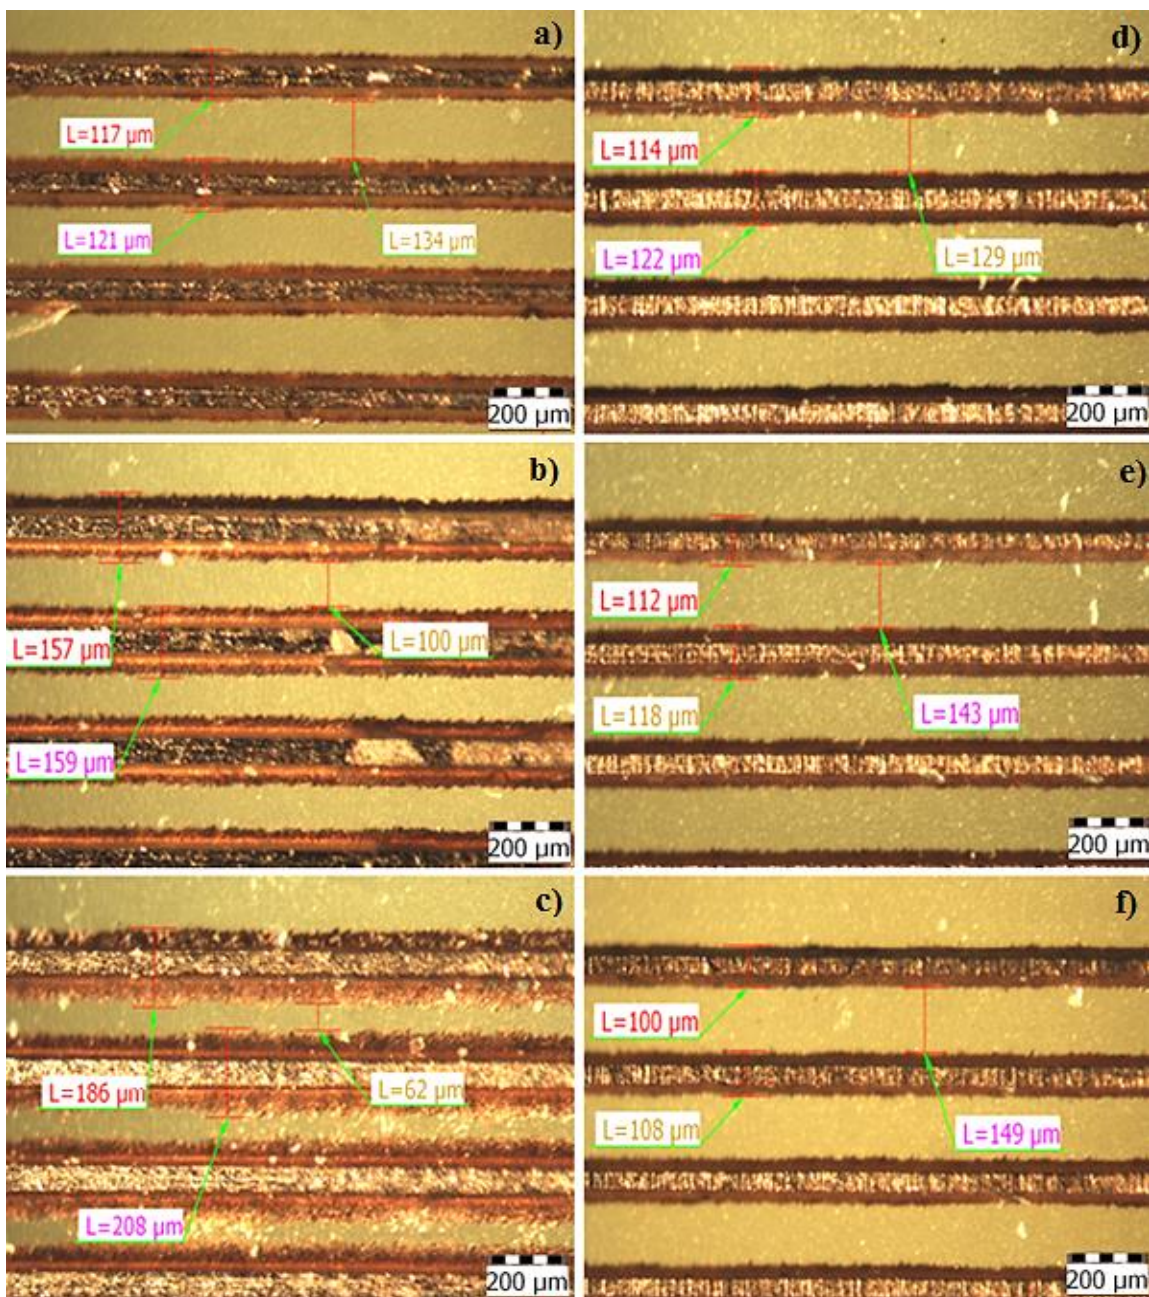 a)
L=117 µm
L=121 µm
L=134 µm
200 µm
d)
L=114 µm
L=122 µm
L=129 µm
200 µm
b)
L=157 µm
L=100 µm
L=159 µm
200 µm
e)
L=112 µm
L=118 µm
L=143 µm
200 µm
c)
L=186 µm
L=62 µm
L=208 µm
200 µm
f)
L=100 µm
L=108 µm
L=149 µm
200 µm